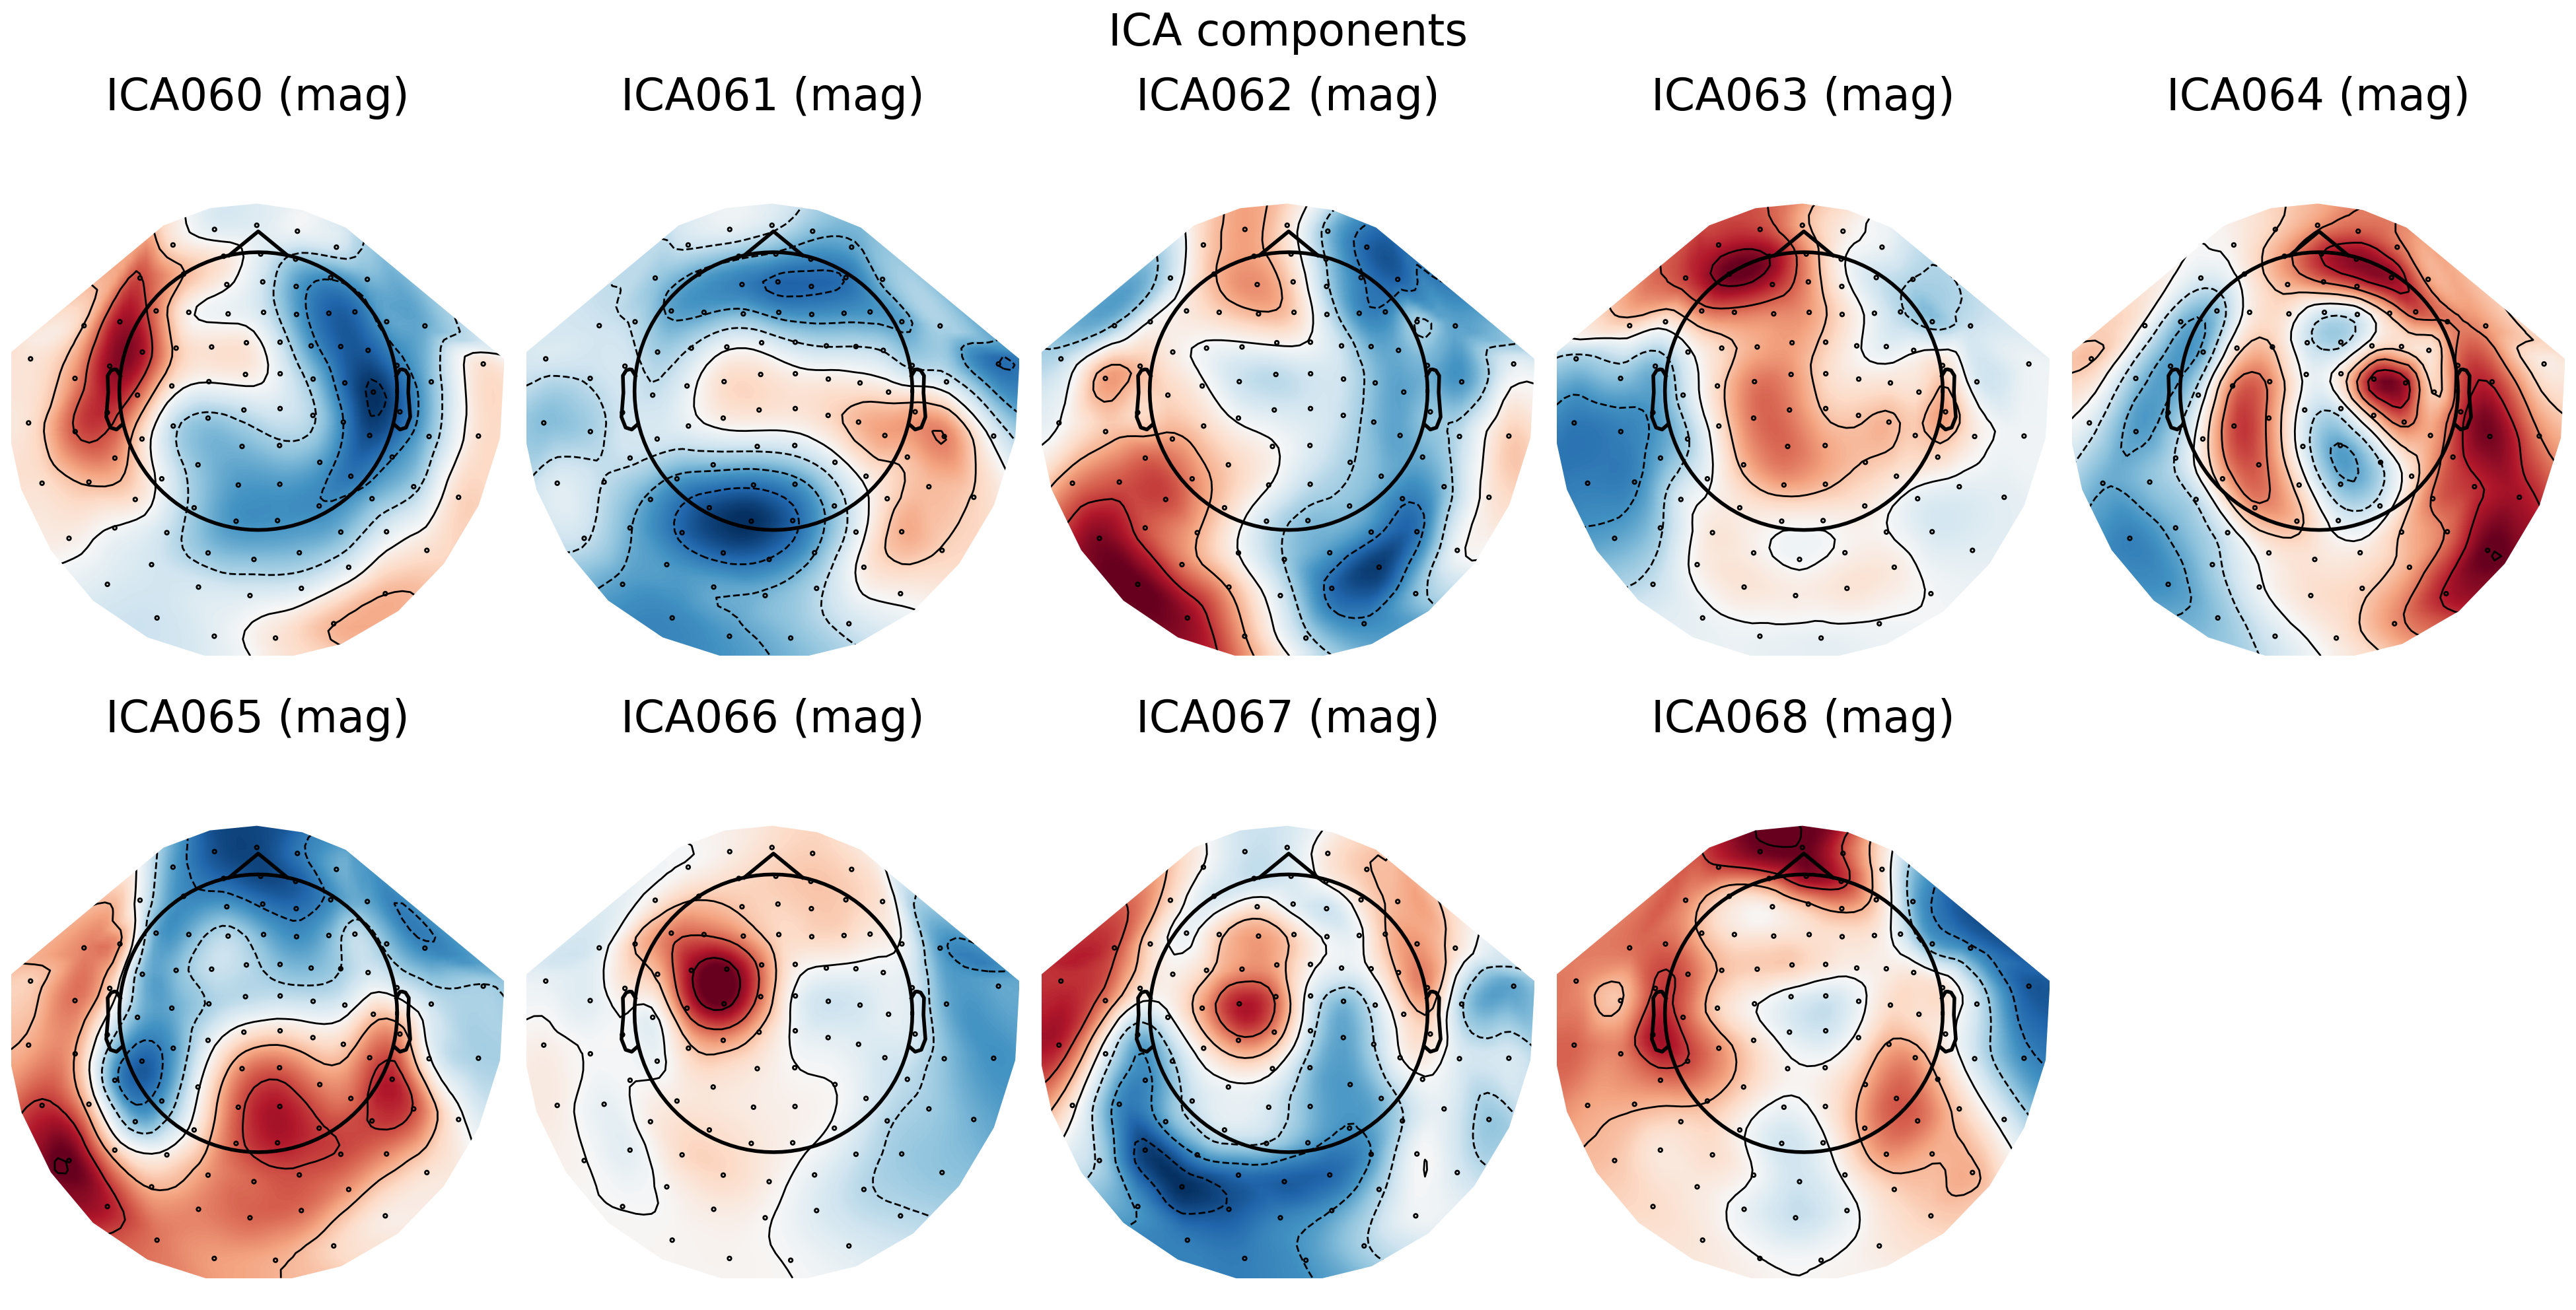 ICA components
ICA060 (mag)
ICA061 (mag)
ICA062 (mag)
ICA063 (mag)
ICA064 (mag)
ICA065 (mag)
ICA066 (mag)
ICA067 (mag)
ICA068 (mag)